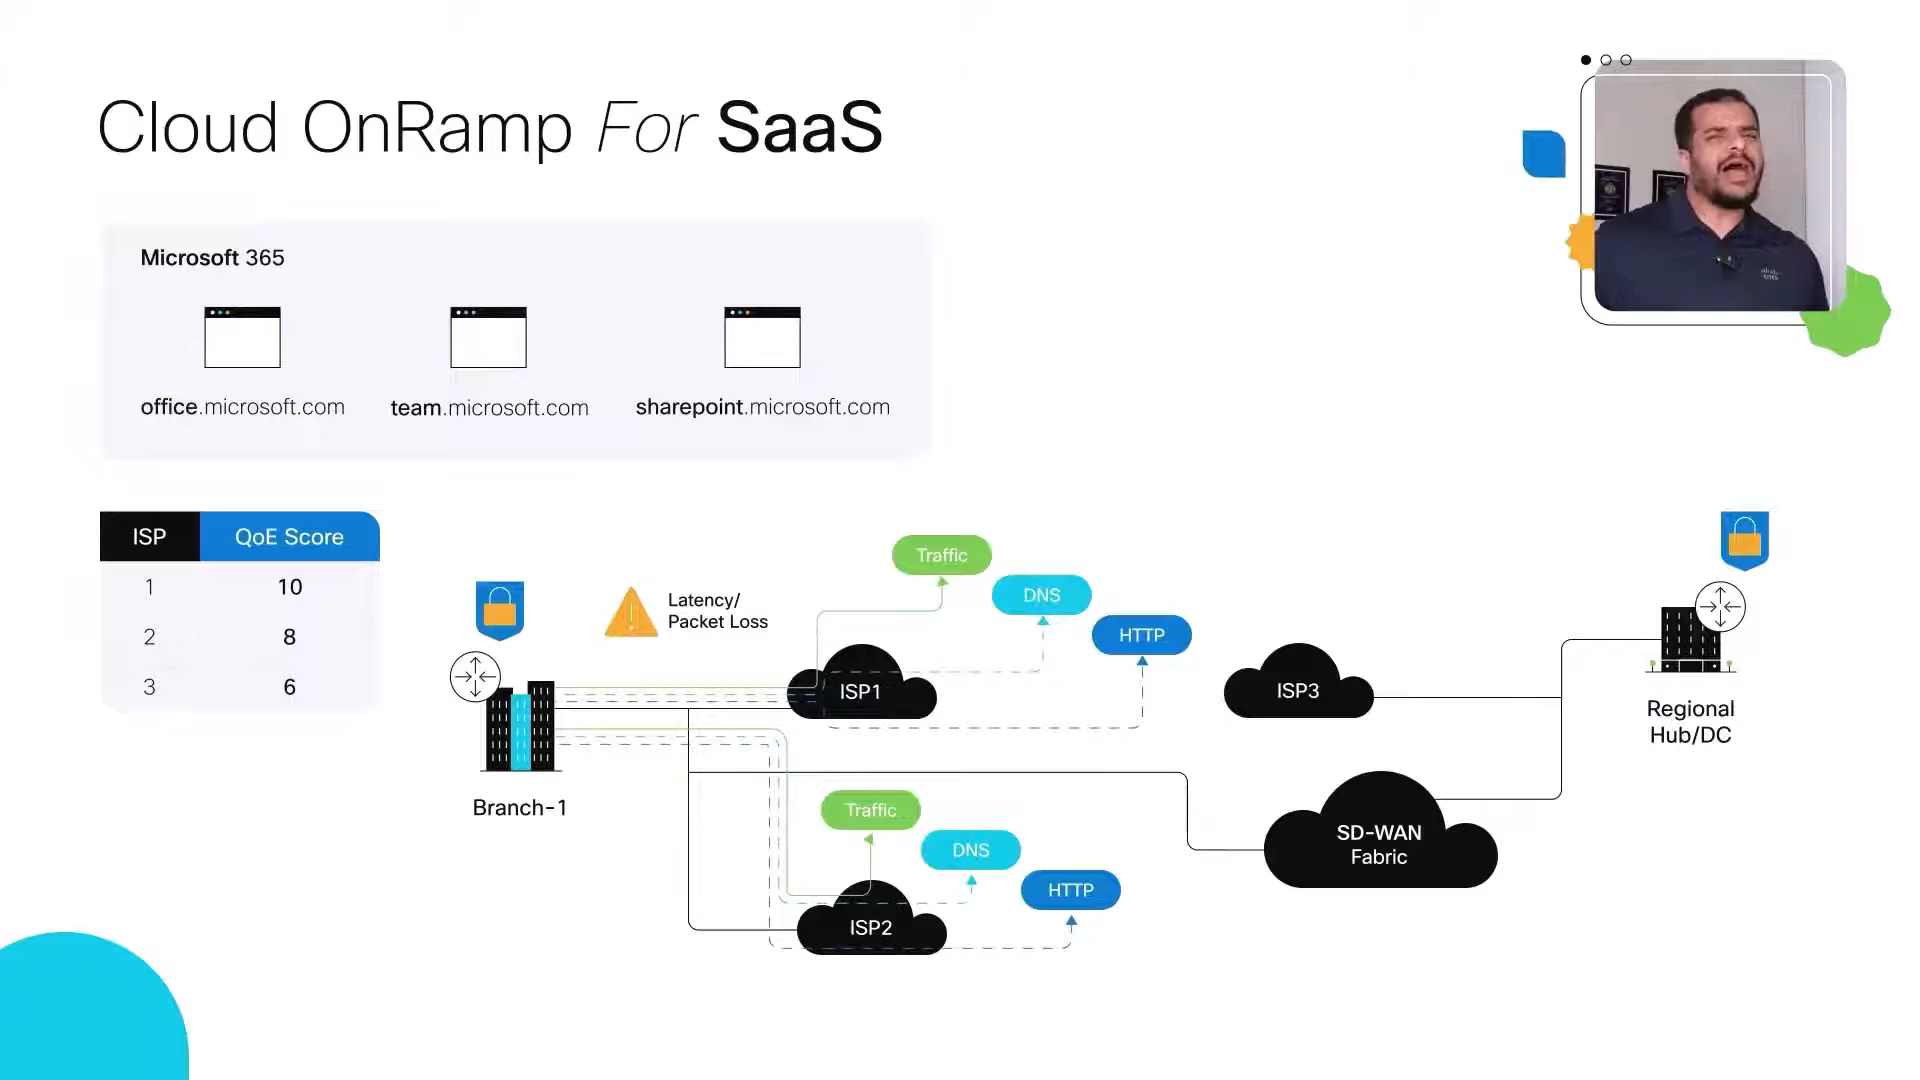 Cloud OnRamp For SaaS
Microsoft 365
office.microsoft.com
team.microsoft.com
sharepoint.microsoft.com
ISP QoE Score
1 10
2 8
3 6
Latency/
Packet Loss
Traffic
DNS
HTTP
ISP1
ISP3
Regional
Hub/DC
Branch-1
Traffic
DNS
HTTP
ISP2
SD-WAN
Fabric